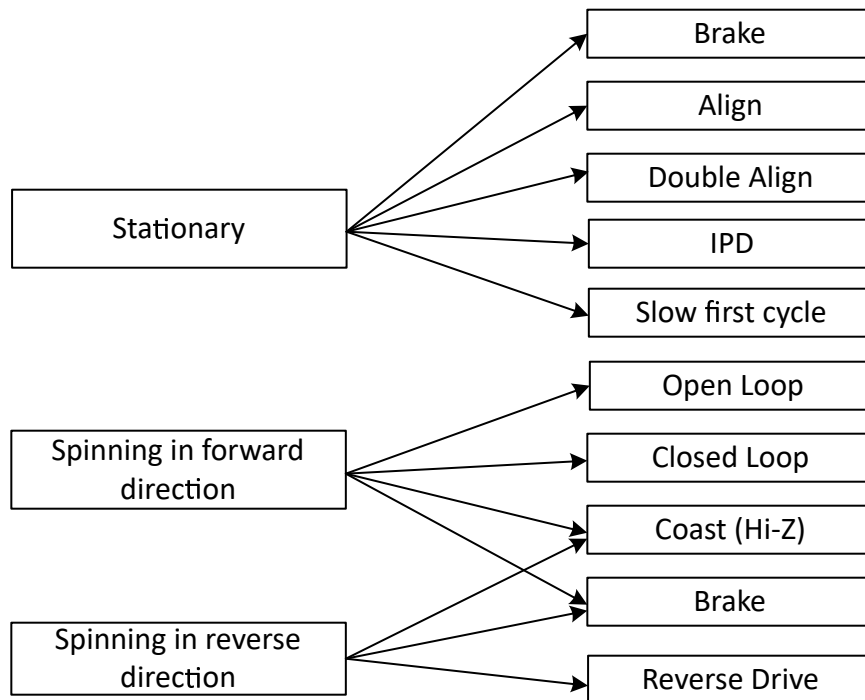 Brake
Align
Double Align
Stationary
IPD
Slow first cycle
Open Loop
Spinning in forward
direction
Closed Loop
Coast (Hi-Z)
Brake
Spinning in reverse
direction
Reverse Drive